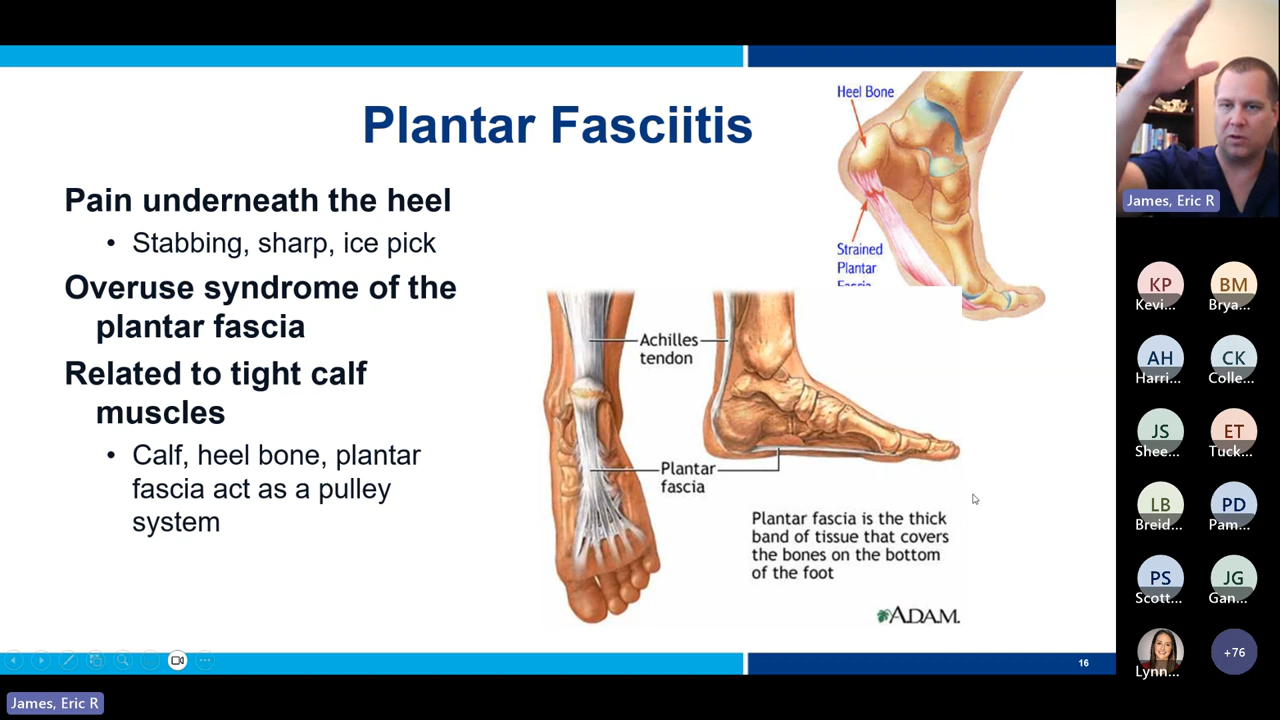 Plantar Fasciitis
Pain underneath the heel
• Stabbing, sharp, ice pick
Overuse syndrome of the
plantar fascia
Related to tight calf
muscles
• Calf, heel bone, plantar
fascia act as a pulley
system
Heel Bone
Strained
Plantar
Fascia
Achilles
tendon
Plantar
fascia
Plantar fascia is the thick
band of tissue that covers
the bones on the bottom
of the foot
ADAM.
16
James, Eric R
James, Eric R
KP
Kevi...
BM
Brya...
AH
Harri...
CK
Colle...
JS
Shee...
ET
Tuck...
LB
Breid...
PD
Pam...
PS
Scott...
JG
Gan...
Lynn...
+76